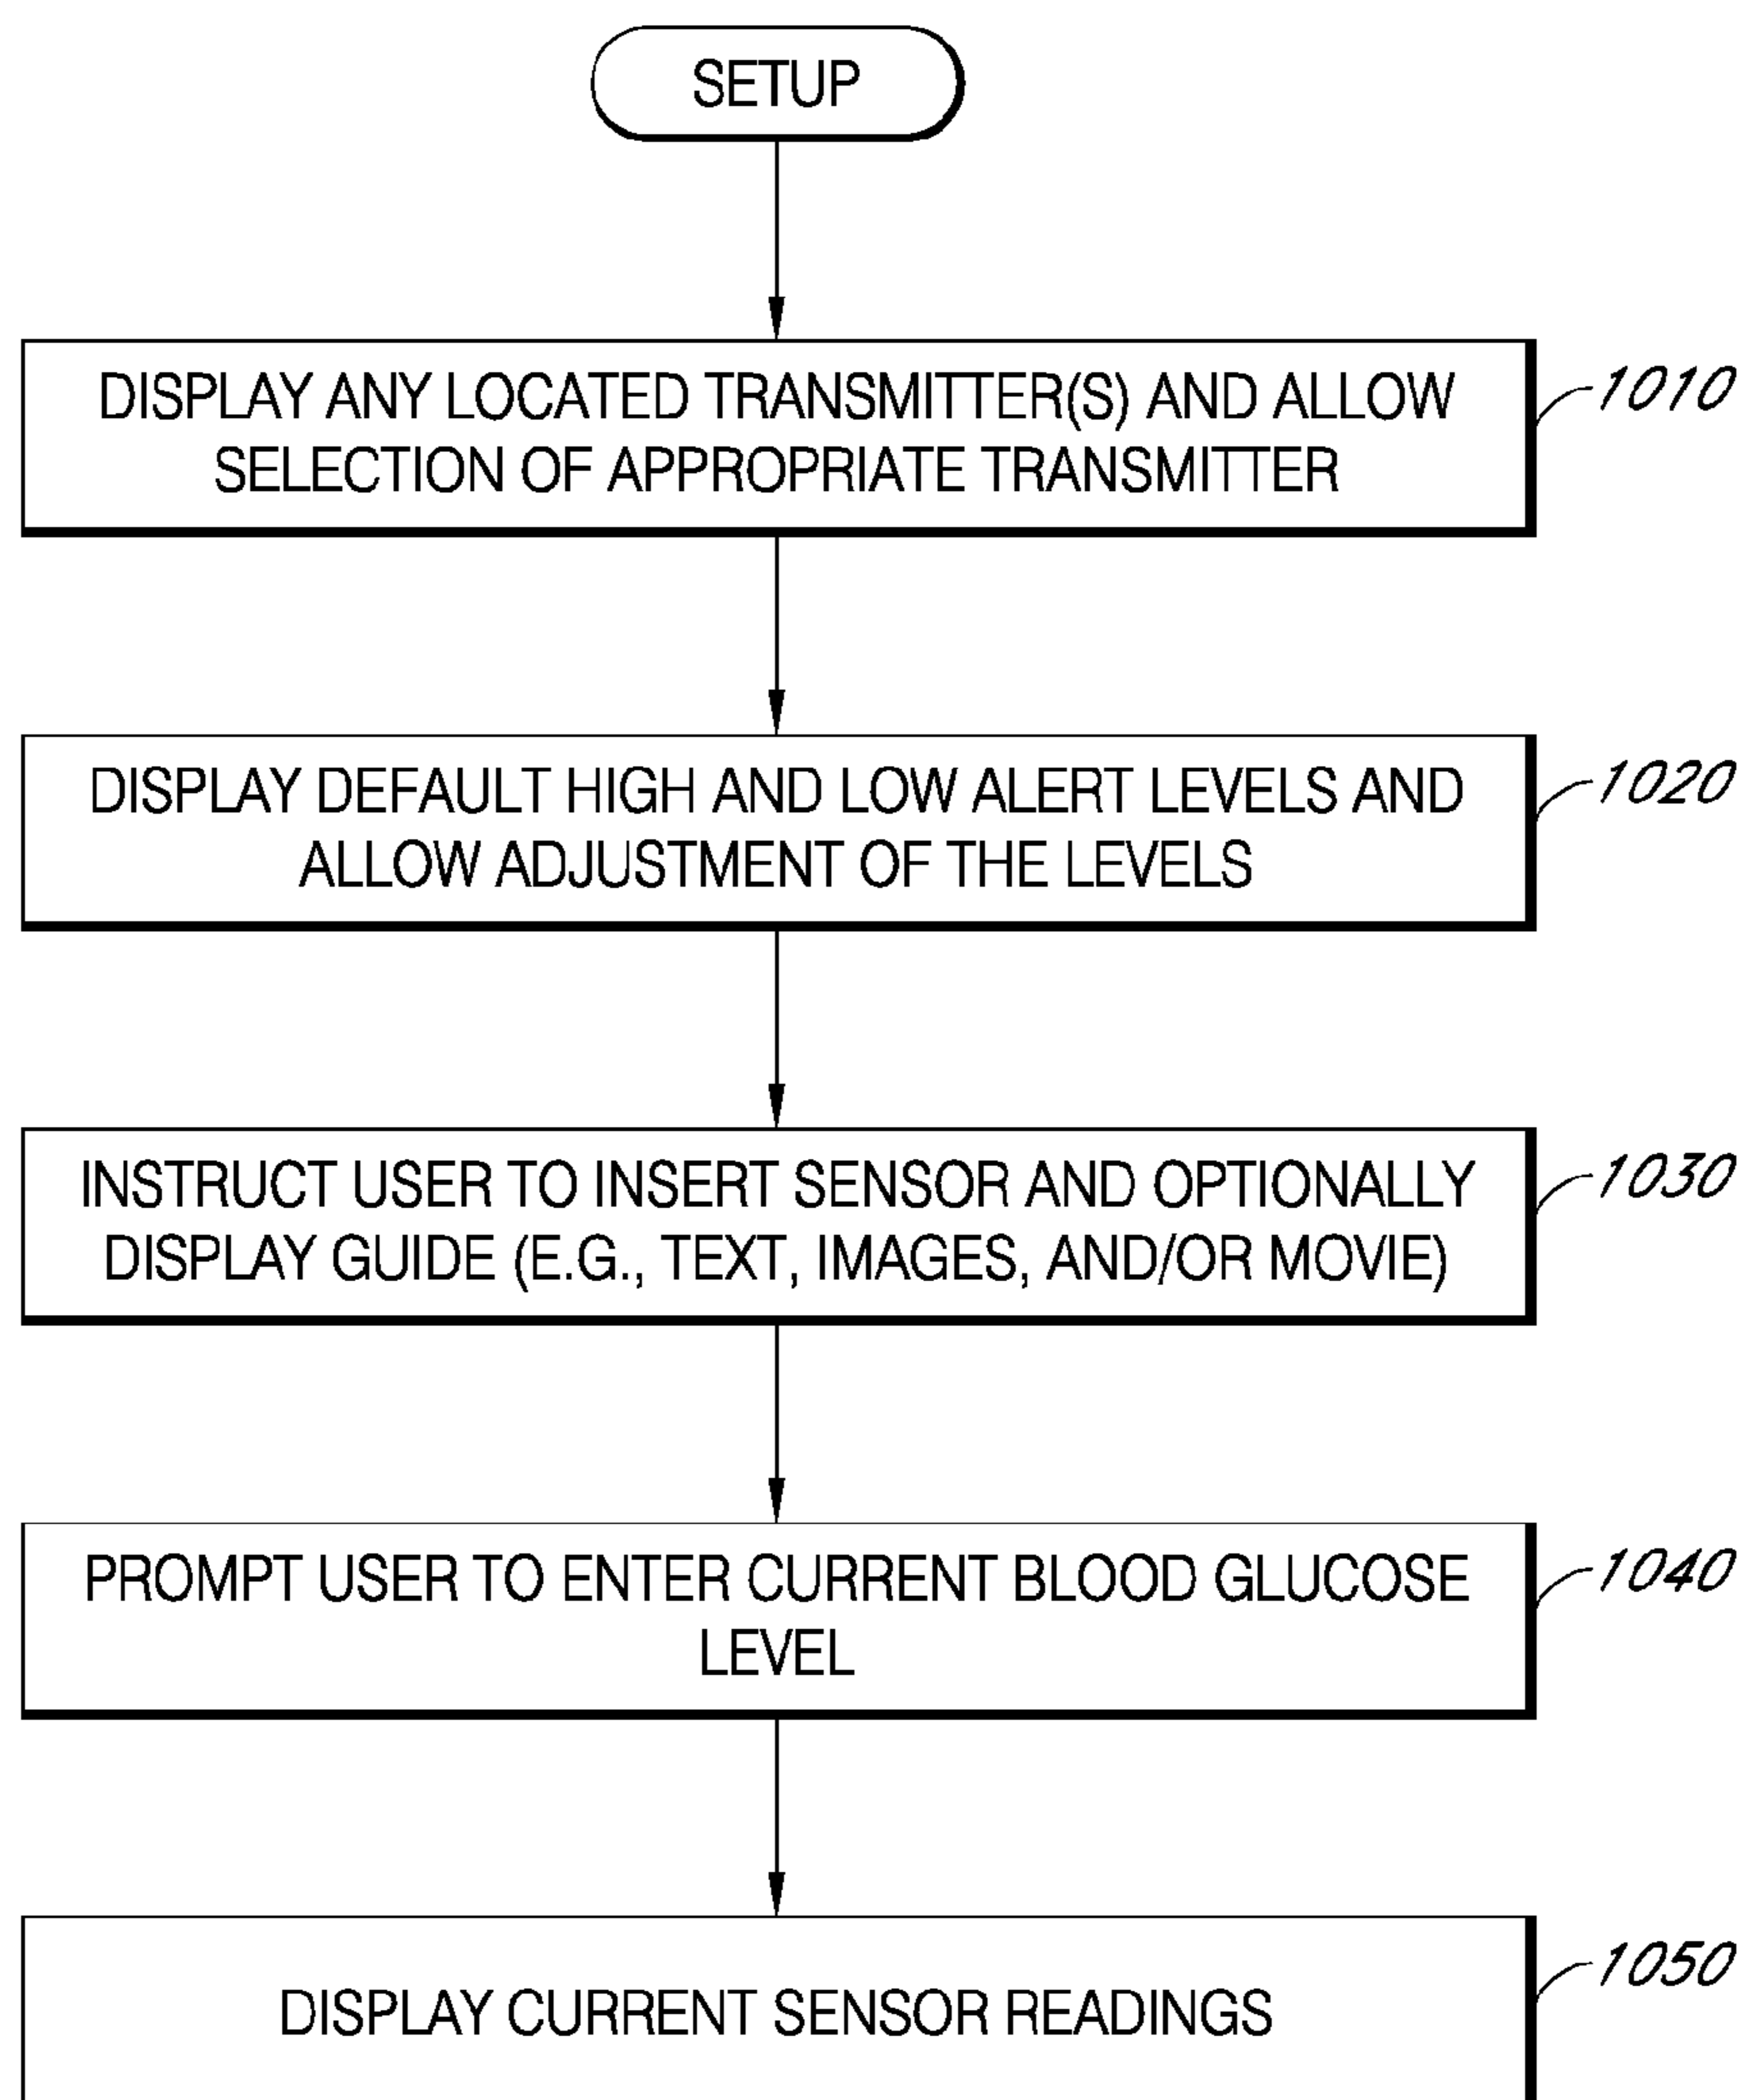 SETUP
DISPLAY ANY LOCATED TRANSMITTER(S) AND ALLOW
SELECTION OF APPROPRIATE TRANSMITTER
1010
DISPLAY DEFAULT HIGH AND LOW ALERT LEVELS AND
ALLOW ADJUSTMENT OF THE LEVELS
1020
INSTRUCT USER TO INSERT SENSOR AND OPTIONALLY
DISPLAY GUIDE (E.G., TEXT, IMAGES, AND/OR MOVIE)
1030
PROMPT USER TO ENTER CURRENT BLOOD GLUCOSE
LEVEL
1040
DISPLAY CURRENT SENSOR READINGS
1050